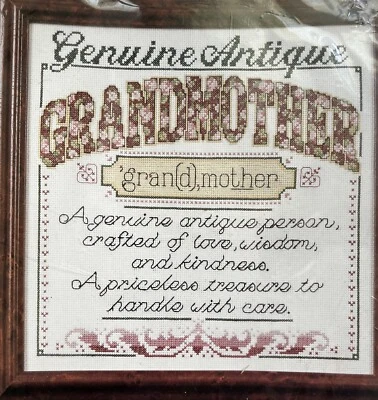 Genuine Antique
GRANDMOTHER
'gran(d),mother
A genuine antique person,
crafted of love, wisdom,
and kindness.
A priceless treasure to
handle with care.